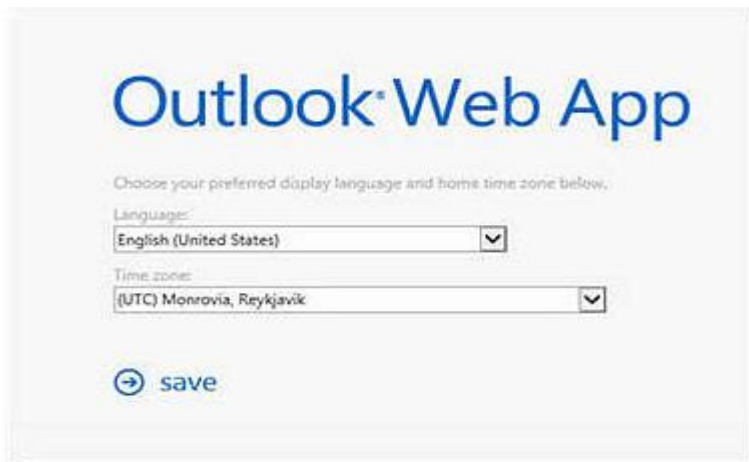 Outlook® Web App
Choose your preferred display language and home time zone below.
Language:
English (United States)
Time zone:
(UTC) Monrovia, Reykjavik
save